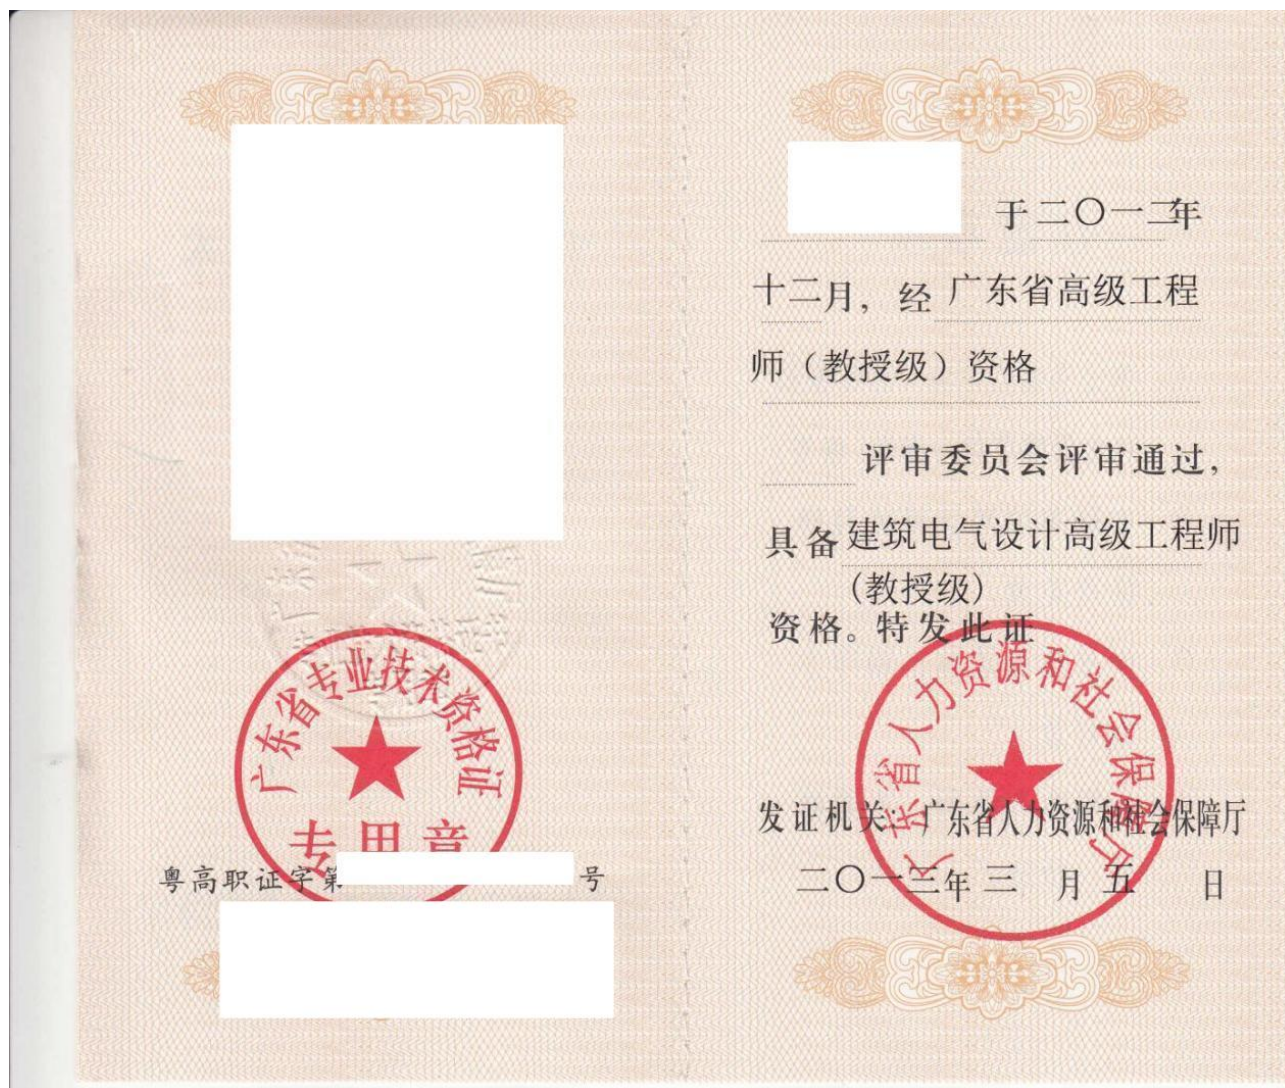 广东省专业技术资格证
专用章
粤高职证字第 号
于二〇一二年
十二月，经广东省高级工程
师（教授级）资格
评审委员会评审通过，
具备建筑电气设计高级工程师
(教授级)
资格。特发此证
广东省人力资源和社会保障厅
发证机关：广东省人力资源和社会保障厅
二〇一三年三月五日